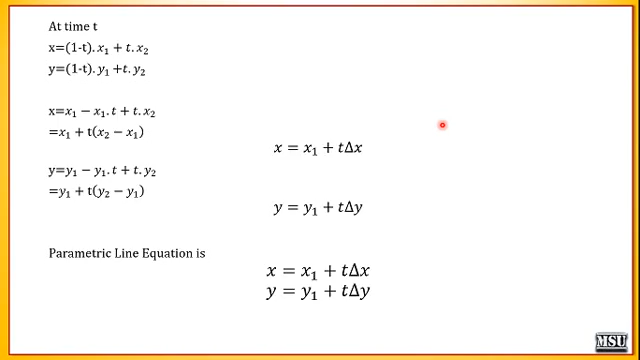 At time t
x=(1-t). x₁ + t. x₂
y=(1-t). y₁ +t. y₂
x=x₁ − x₁. t + t. x₂
=x₁ + t(x₂ − x₁)
x = x₁ + tΔx
y=y₁ − y₁. t + t. y₂
=y₁ + t(y₂ − y₁)
y = y₁ + tΔy
Parametric Line Equation is
x = x₁ + tΔx
y = y₁ + tΔy
MSU